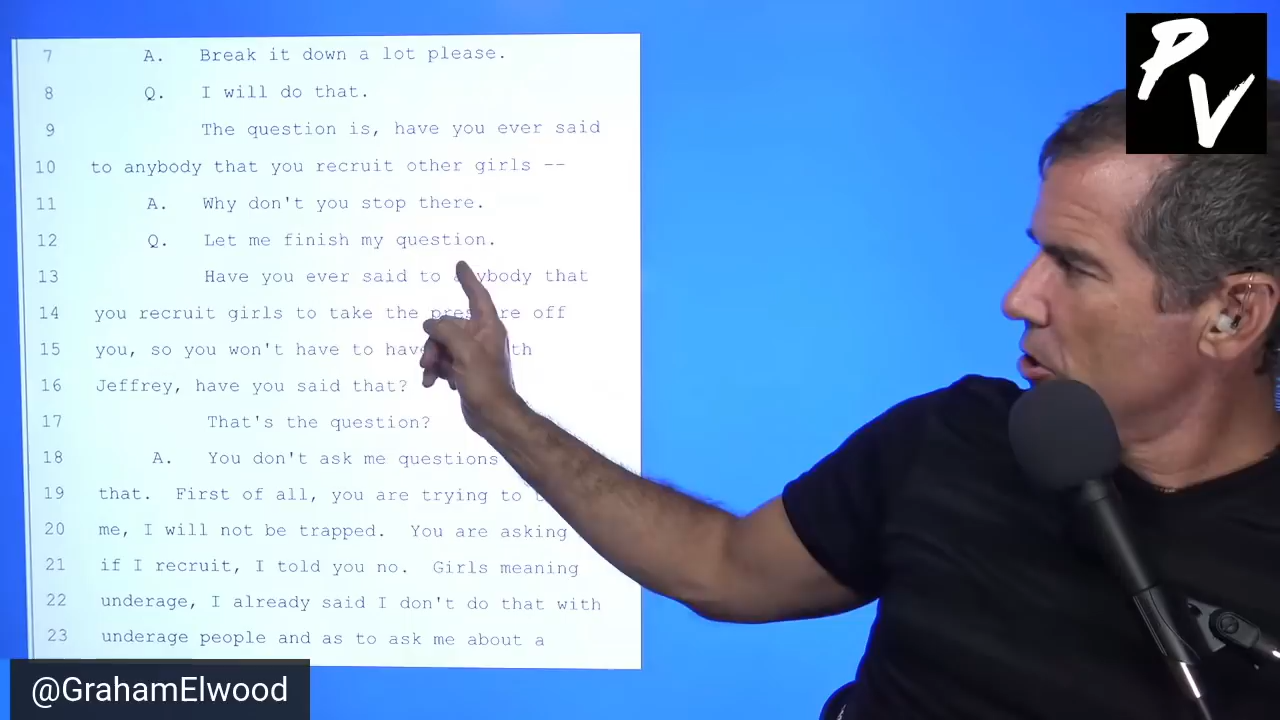 7 A. Break it down a lot please.
8 Q. I will do that.
9 The question is, have you ever said
10 to anybody that you recruit other girls --
11 A. Why don't you stop there.
12 Q. Let me finish my question.
13 Have you ever said to anybody that
14 you recruit girls to take the pressure off
15 you, so you won't have to have
16 Jeffrey, have you said that?
17 That's the question?
18 A. You don't ask me questions
19 that. First of all, you are trying to
20 me, I will not be trapped. You are asking
21 if I recruit, I told you no. Girls meaning
22 underage, I already said I don't do that with
23 underage people and as to ask me about a
PV
@GrahamElwood